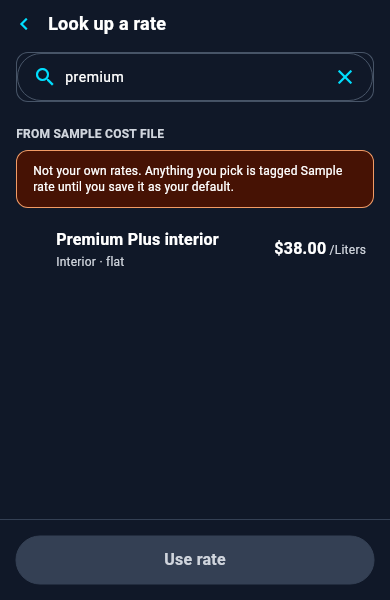 Look up a rate
premium
FROM SAMPLE COST FILE
Not your own rates. Anything you pick is tagged Sample
rate until you save it as your default.
Premium Plus interior
$38.00 /Liters
Interior · flat
Use rate